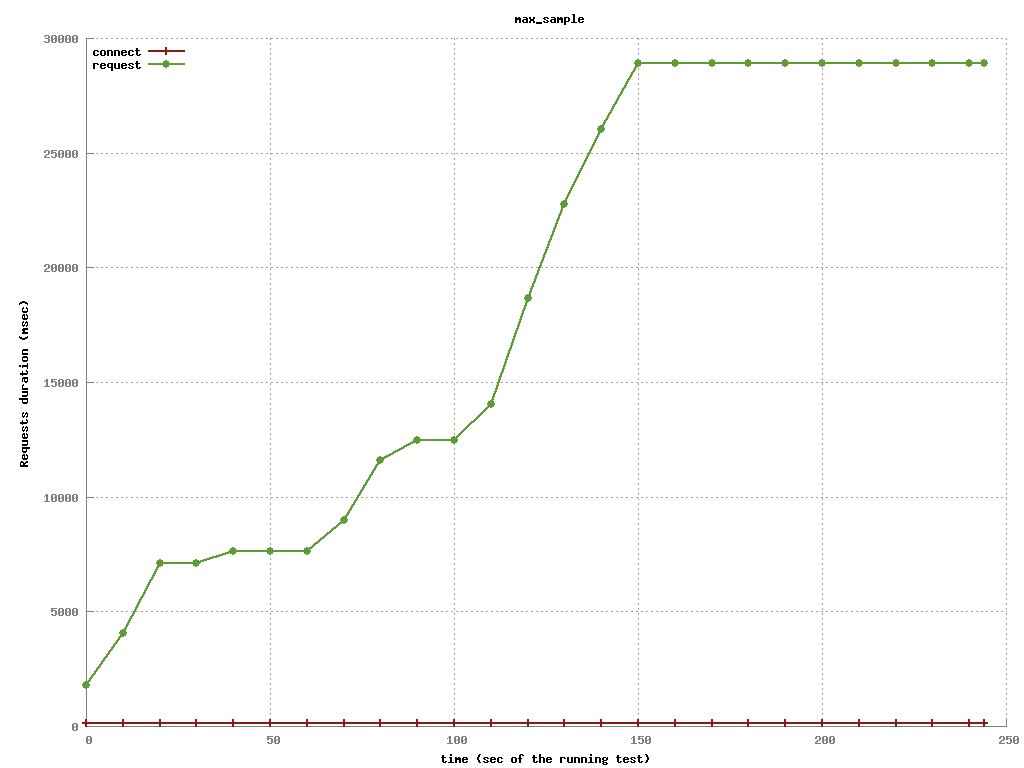 max_sample
30000
connect
request
25000
20000
15000
10000
5000
0
Requests duration (msec)
0 50 100 150 200 250
time (sec of the running test)